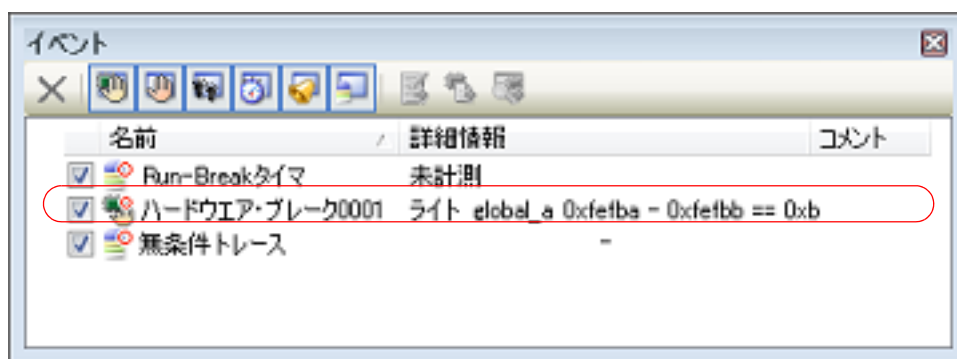 イベント
名前 詳細情報 コメント
Run-Breakタイマ 未計測
ハードウエア・ブレーク0001 ライト global_a 0xfefba - 0xfefbb == 0xb
無条件トレース -